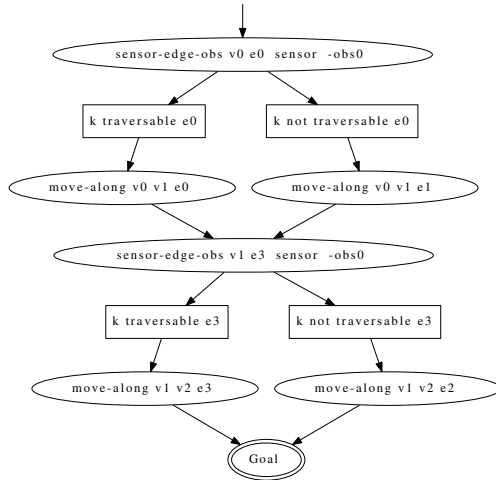 sensor-edge-obs v0 e0 sensor -obs0
k traversable e0
k not traversable e0
move-along v0 v1 e0
move-along v0 v1 e1
sensor-edge-obs v1 e3 sensor -obs0
k traversable e3
k not traversable e3
move-along v1 v2 e3
move-along v1 v2 e2
Goal